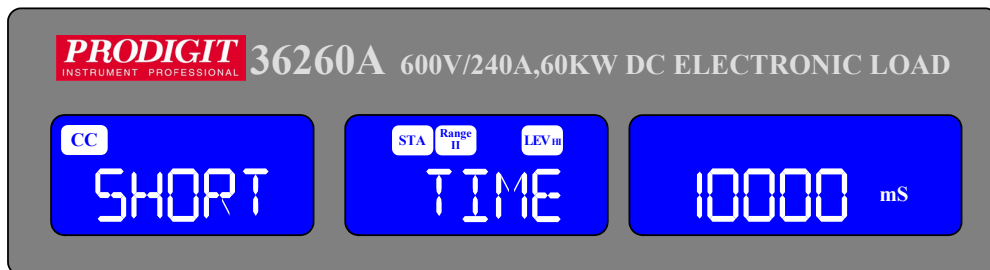 PRODIGIT
INSTRUMENT PROFESSIONAL
36260A 600V/240A,60KW DC ELECTRONIC LOAD
CC
SHORT
STA Range II LEV HI
TIME
10000 mS